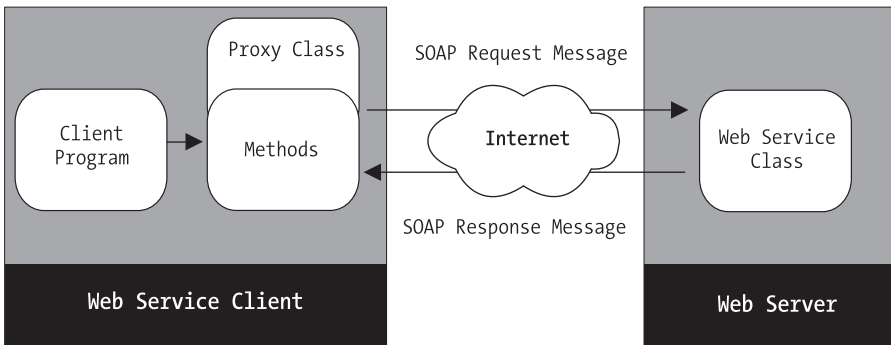 Proxy Class
SOAP Request Message
Client
Program
Methods
Internet
Web Service
Class
SOAP Response Message
Web Service Client
Web Server